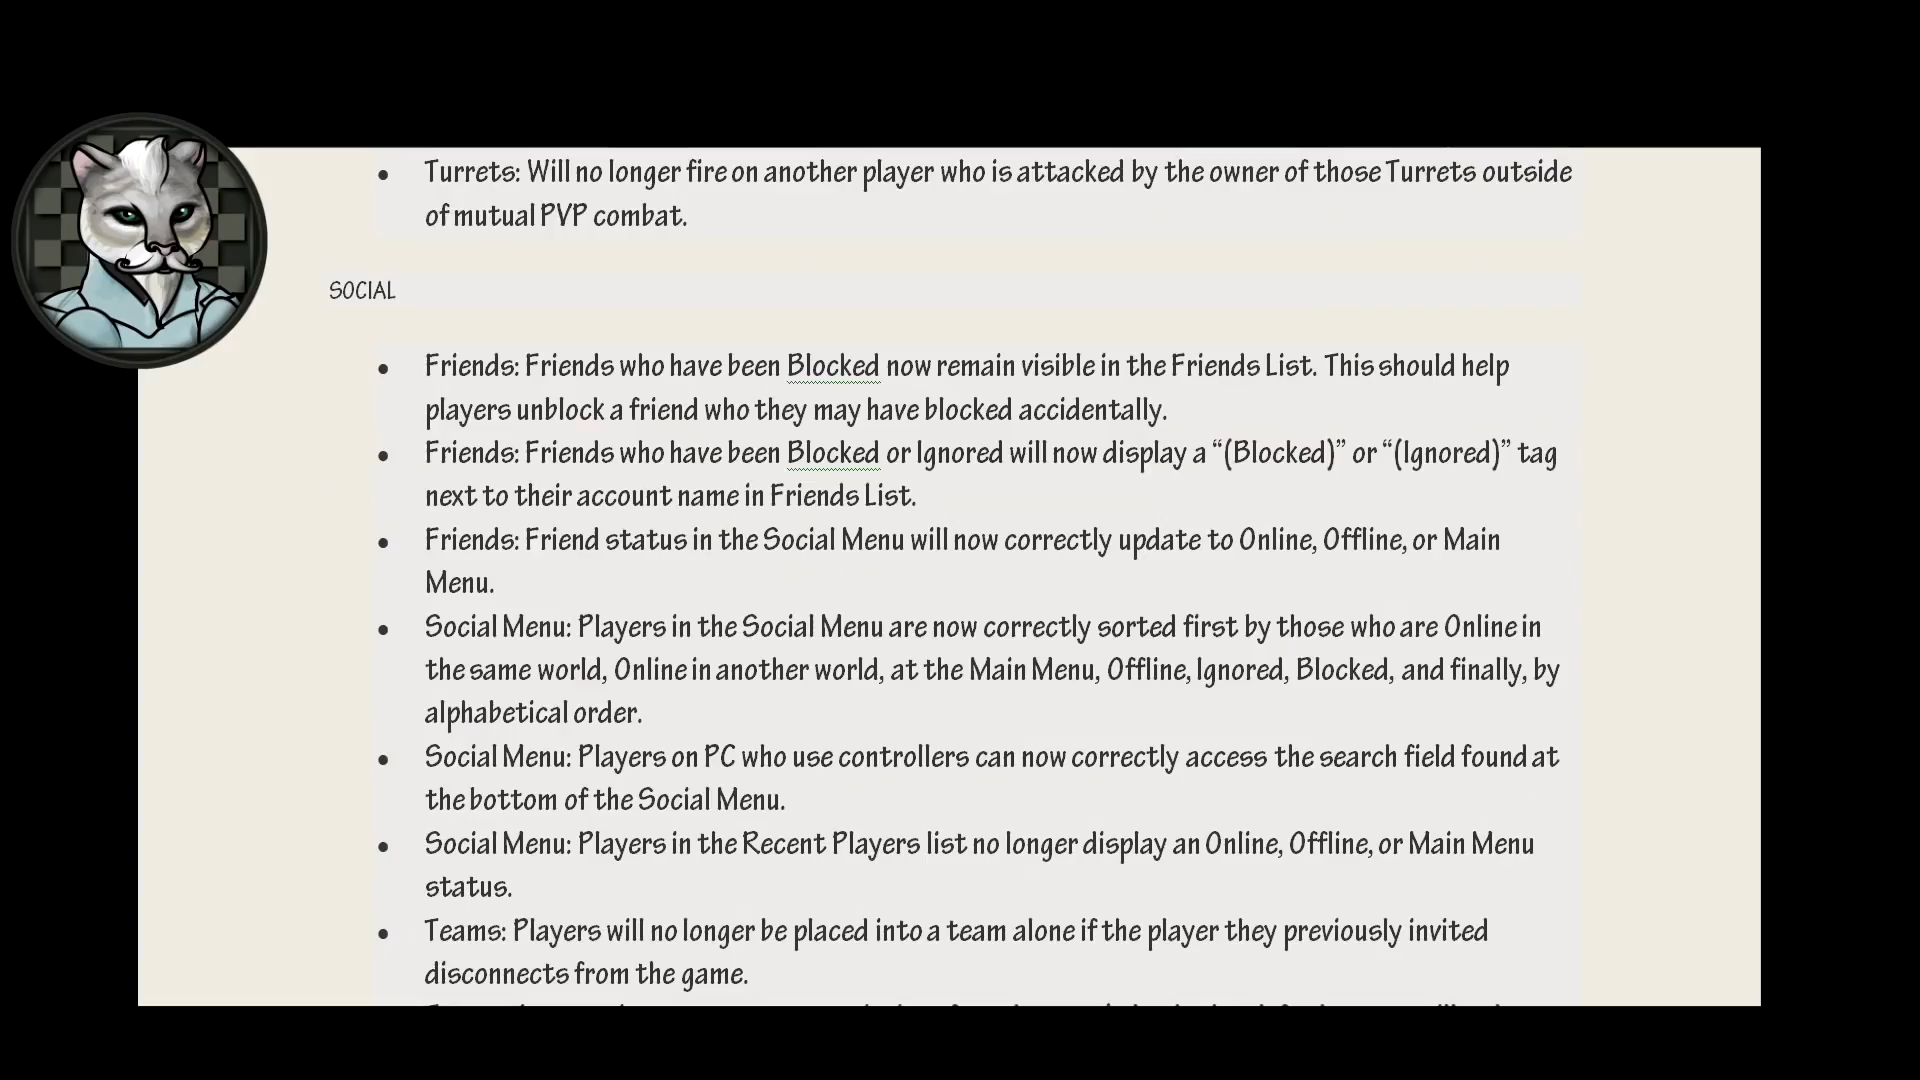 • Turrets: Will no longer fire on another player who is attacked by the owner of those Turrets outside
of mutual PVP combat.
SOCIAL
• Friends: Friends who have been Blocked now remain visible in the Friends List. This should help
players unblock a friend who they may have blocked accidentally.
• Friends: Friends who have been Blocked or Ignored will now display a “(Blocked)” or “(Ignored)” tag
next to their account name in Friends List.
• Friends: Friend status in the Social Menu will now correctly update to Online, Offline, or Main
Menu.
• Social Menu: Players in the Social Menu are now correctly sorted first by those who are Online in
the same world, Online in another world, at the Main Menu, Offline, Ignored, Blocked, and finally, by
alphabetical order.
• Social Menu: Players on PC who use controllers can now correctly access the search field found at
the bottom of the Social Menu.
• Social Menu: Players in the Recent Players list no longer display an Online, Offline, or Main Menu
status.
• Teams: Players will no longer be placed into a team alone if the player they previously invited
disconnects from the game.